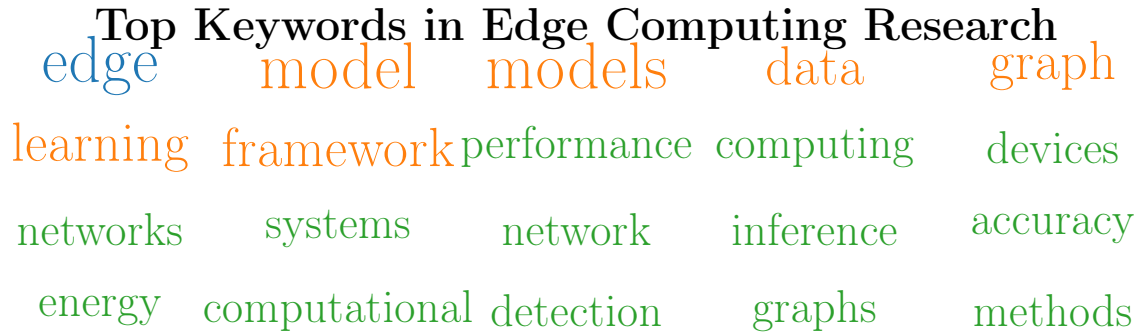 Top Keywords in Edge Computing Research
edge model models data graph
learning framework performance computing devices
networks systems network inference accuracy
energy computational detection graphs methods